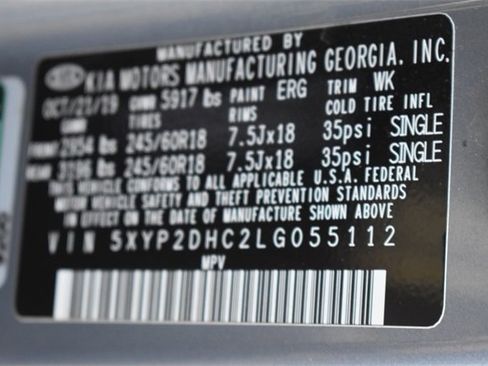 MANUFACTURED BY
KIA KIA MOTORS MANUFACTURING GEORGIA, INC.
OCT/21/19 GVWR 5917 lbs PAINT ERG TRIM WK
GAWR TIRES RIMS COLD TIRE INFL
FRONT 2954 lbs 245/60R18 7.5Jx18 35psi SINGLE
REAR 3196 lbs 245/60R18 7.5Jx18 35psi SINGLE
THIS VEHICLE CONFORMS TO ALL APPLICABLE U.S.A. FEDERAL
MOTOR VEHICLE SAFETY AND THEFT PREVENTION STANDARDS
IN EFFECT ON THE DATE OF MANUFACTURE SHOWN ABOVE
VIN 5XYP2DHC2LG055112
MPV